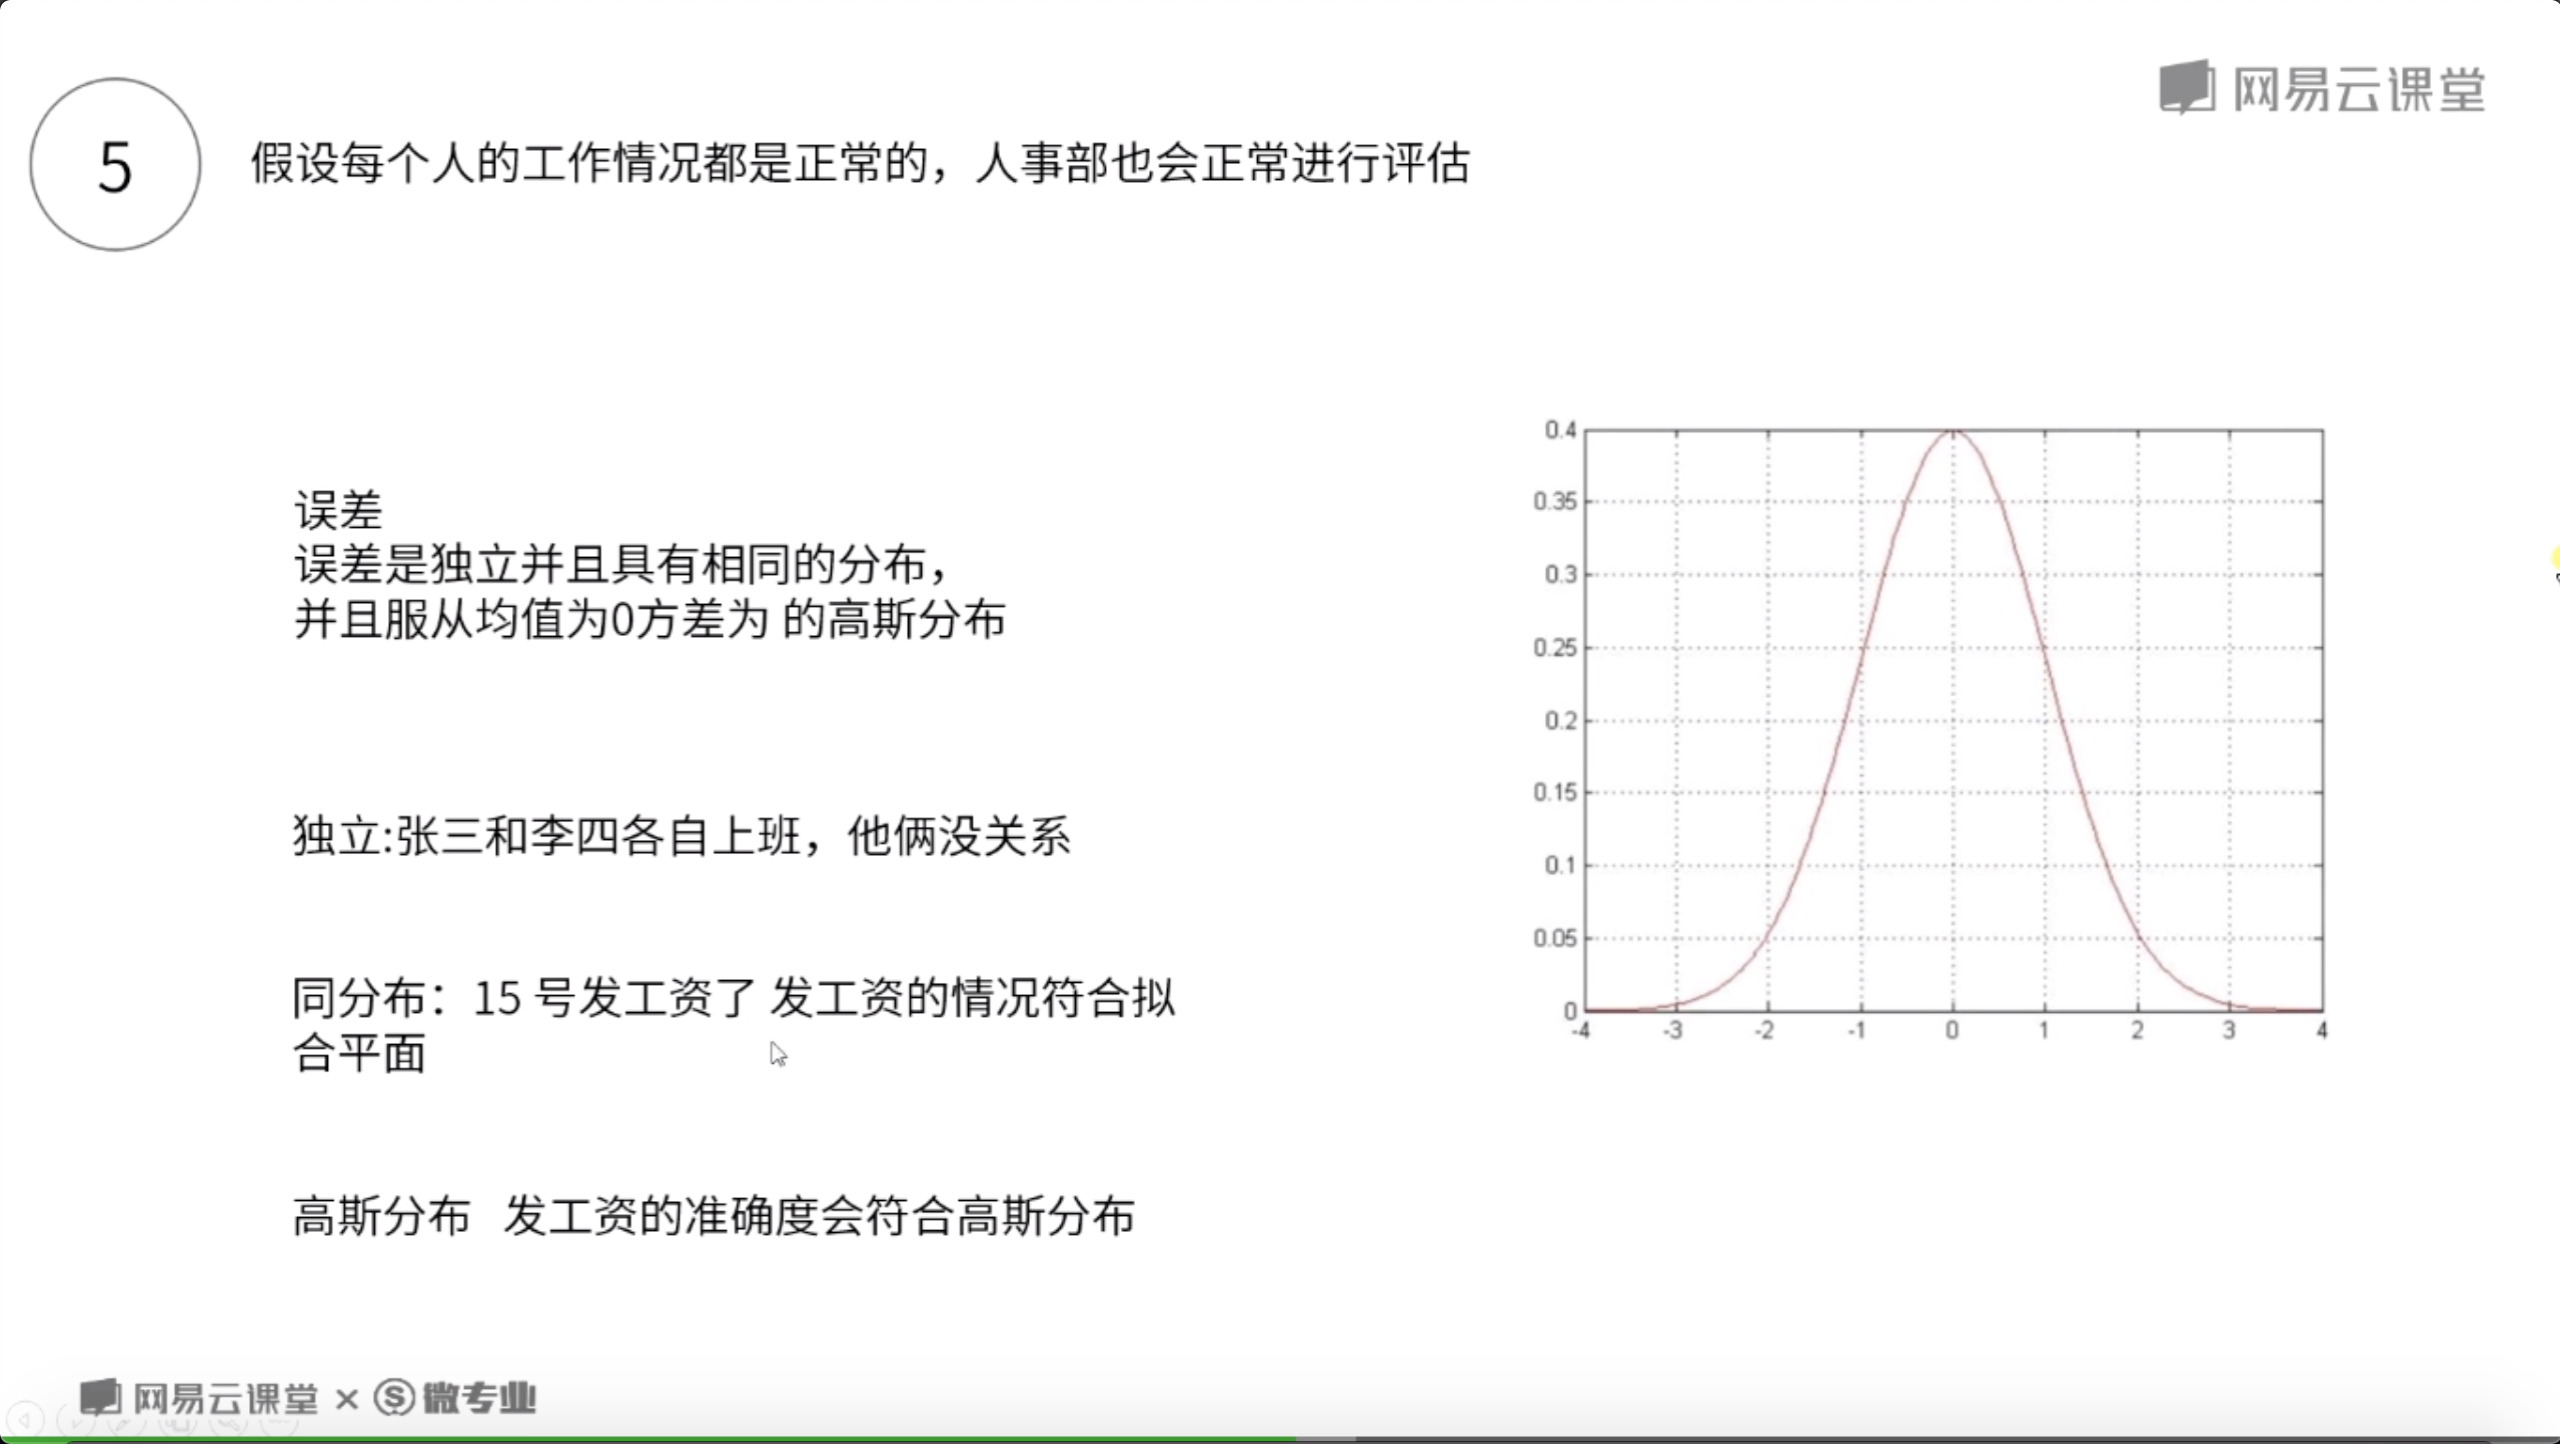 网易云课堂
5
假设每个人的工作情况都是正常的，人事部也会正常进行评估
误差
误差是独立并且具有相同的分布，
并且服从均值为0方差为 的高斯分布
独立:张三和李四各自上班，他俩没关系
同分布：15 号发工资了 发工资的情况符合拟
合平面
高斯分布 发工资的准确度会符合高斯分布
0.4
0.35
0.3
0.25
0.2
0.15
0.1
0.05
0
-4 -3 -2 -1 0 1 2 3 4
网易云课堂 × S 微专业